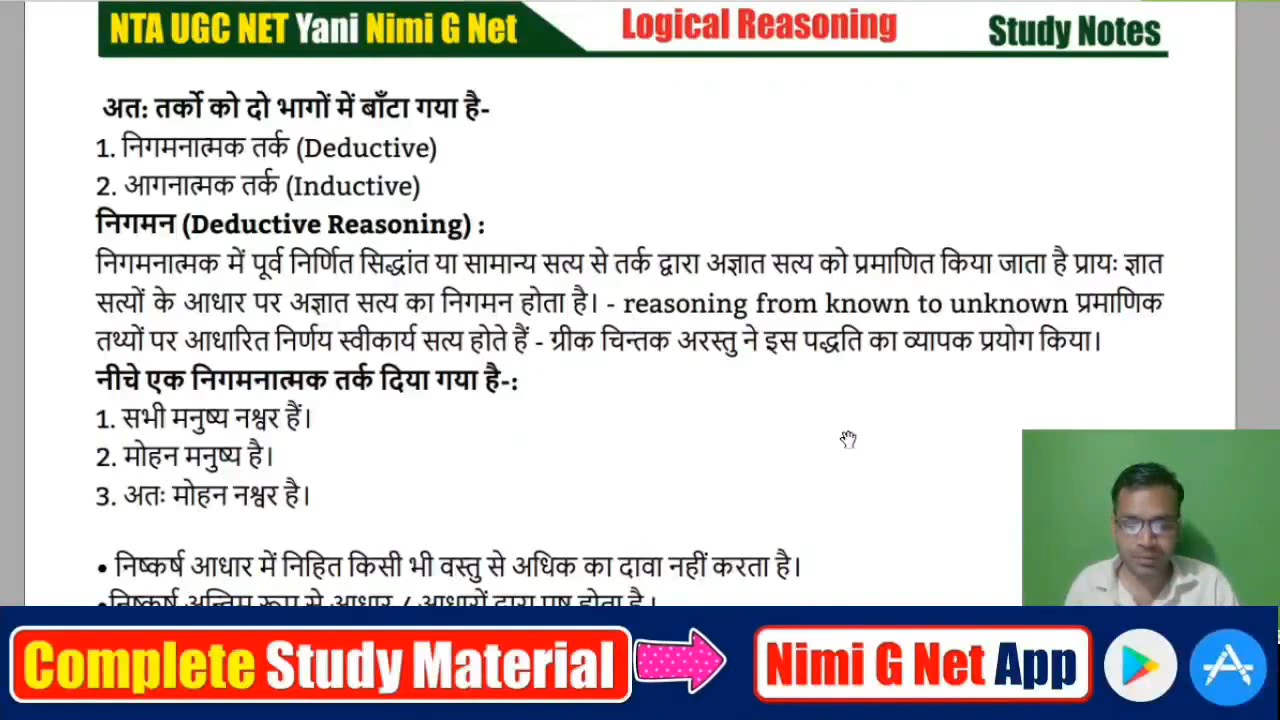 NTA UGC NET Yani Nimi G Net
Logical Reasoning
Study Notes
अतः तर्को को दो भागों में बाँटा गया है-
1. निगमनात्मक तर्क (Deductive)
2. आगनात्मक तर्क (Inductive)
निगमन (Deductive Reasoning) :
निगमनात्मक में पूर्व निर्णित सिद्धांत या सामान्य सत्य से तर्क द्वारा अज्ञात सत्य को प्रमाणित किया जाता है प्रायः ज्ञात
सत्यों के आधार पर अज्ञात सत्य का निगमन होता है। - reasoning from known to unknown प्रमाणिक
तथ्यों पर आधारित निर्णय स्वीकार्य सत्य होते हैं - ग्रीक चिन्तक अरस्तु ने इस पद्धति का व्यापक प्रयोग किया।
नीचे एक निगमनात्मक तर्क दिया गया है-:
1. सभी मनुष्य नश्वर हैं।
2. मोहन मनुष्य है।
3. अतः मोहन नश्वर है।
• निष्कर्ष आधार में निहित किसी भी वस्तु से अधिक का दावा नहीं करता है।
•निष्कर्ष अन्तिम रूप से आधार / आधारों द्वारा पुष्ट होता है।
Complete Study Material
Nimi G Net App